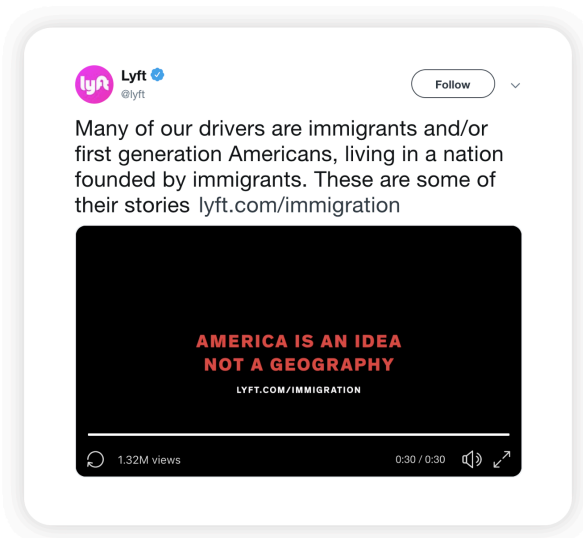 lyft
Lyft
@lyft
Follow
Many of our drivers are immigrants and/or
first generation Americans, living in a nation
founded by immigrants. These are some of
their stories lyft.com/immigration
AMERICA IS AN IDEA
NOT A GEOGRAPHY
LYFT.COM/IMMIGRATION
1.32M views
0:30 / 0:30